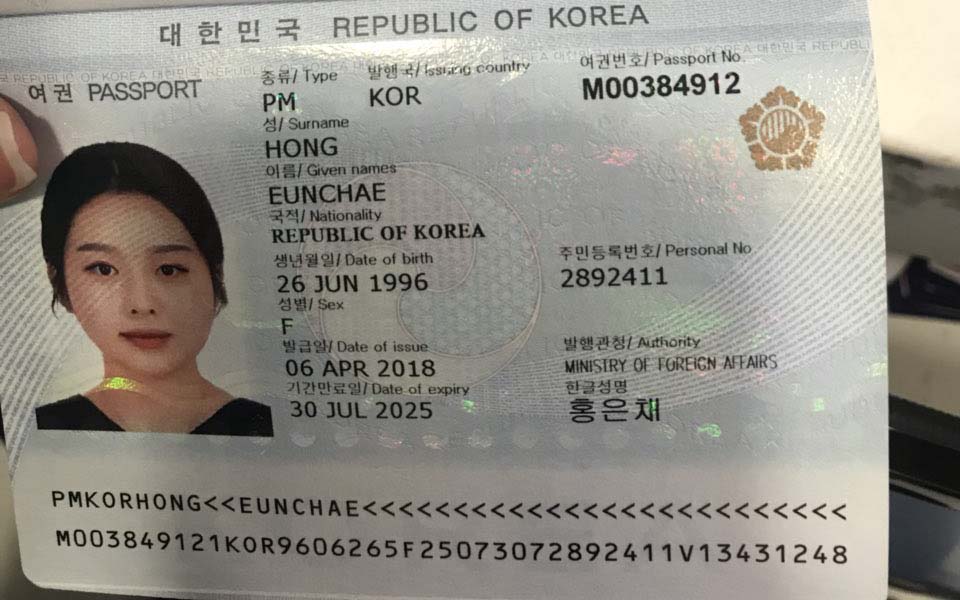 대한민국 REPUBLIC OF KOREA
여권 PASSPORT
종류/ Type 발행국/ Issuing country 여권번호/ Passport No.
PM KOR M00384912
성/ Surname
HONG
이름/ Given names
EUNCHAE
국적/ Nationality
REPUBLIC OF KOREA
생년월일/ Date of birth 주민등록번호/ Personal No
26 JUN 1996 2892411
성별/ Sex
F
발급일/ Date of issue 발행관청/ Authority
06 APR 2018 MINISTRY OF FOREIGN AFFAIRS
기간만료일/ Date of expiry 한글성명
30 JUL 2025 홍은채
PMKORHONG<<EUNCHAE<<<<<<<<<<<<<<<<<<<<<<<<<<
M003849121KOR9606265F25073072892411V13431248